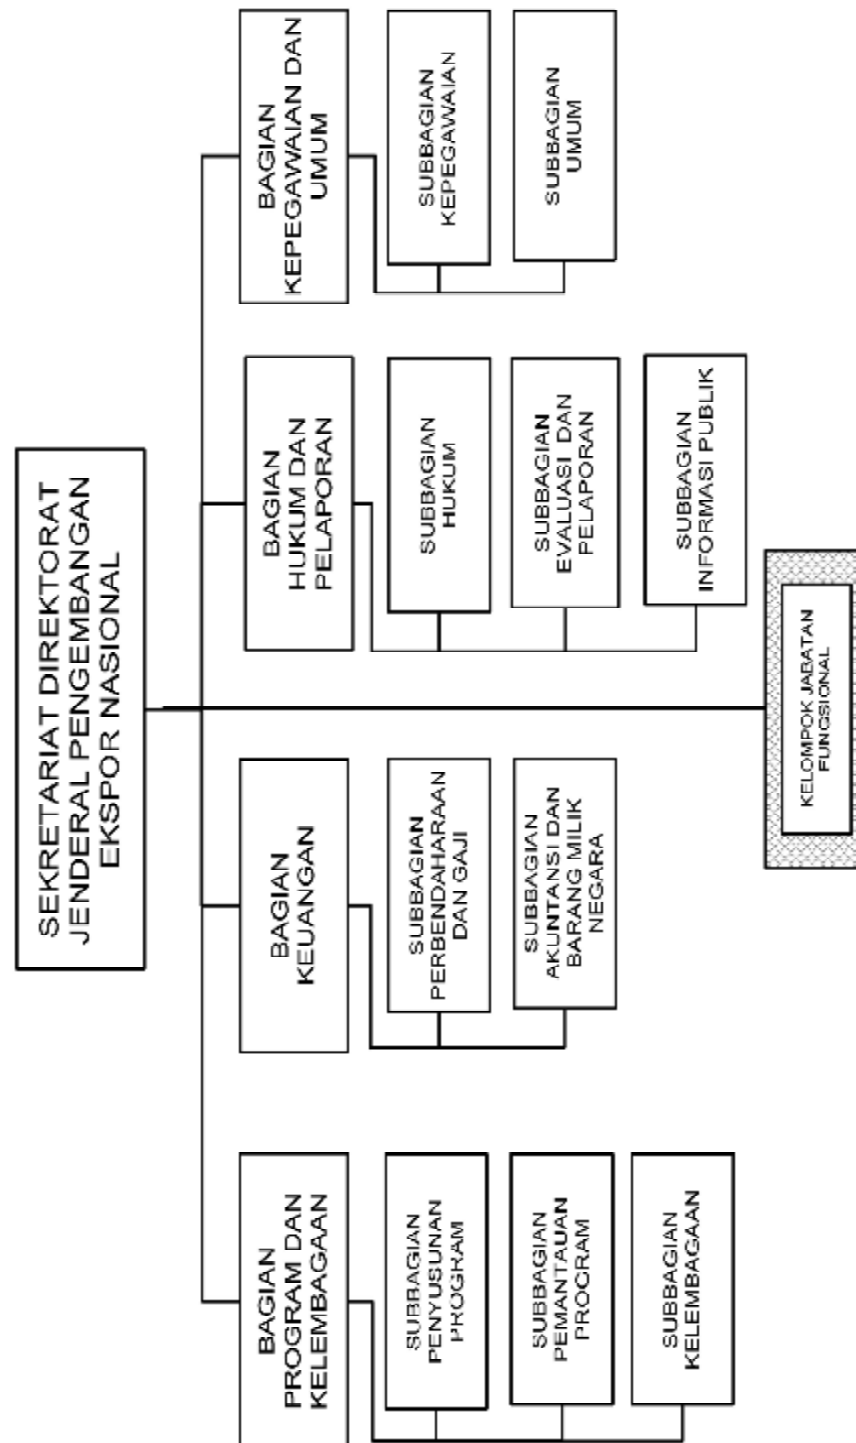 SEKRETARIAT DIREKTORAT
JENDERAL PENGEMBANGAN
EKSPOR NASIONAL
BAGIAN
PROGRAM DAN
KELEMBAGAAN
SUBBAGIAN
PENYUSUNAN
PROGRAM
SUBBAGIAN
PEMANTAUAN
PROGRAM
SUBBAGIAN
KELEMBAGAAN
BAGIAN
KEUANGAN
SUBBAGIAN
PERBENDAHARAAN
DAN GAJI
SUBBAGIAN
AKUNTANSI DAN
BARANG MILIK
NEGARA
BAGIAN
HUKUM DAN
PELAPORAN
SUBBAGIAN
HUKUM
SUBBAGIAN
EVALUASI DAN
PELAPORAN
SUBBAGIAN
INFORMASI PUBLIK
BAGIAN
KEPEGAWAIAN DAN
UMUM
SUBBAGIAN
KEPEGAWAIAN
SUBBAGIAN
UMUM
KELOMPOK JABATAN
FUNGSIONAL